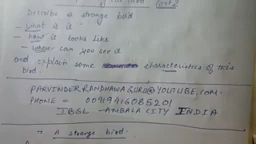 Describe a strange bird
- What is it
- How it looks like
- Where can you see it
and explain some characteristics of this bird.
PARVINDER RANDHAWA GURU@YOUTUBE.COM.
PHONE = 00919416085201
IBGL - AMBALA CITY INDIA
A strange bird.